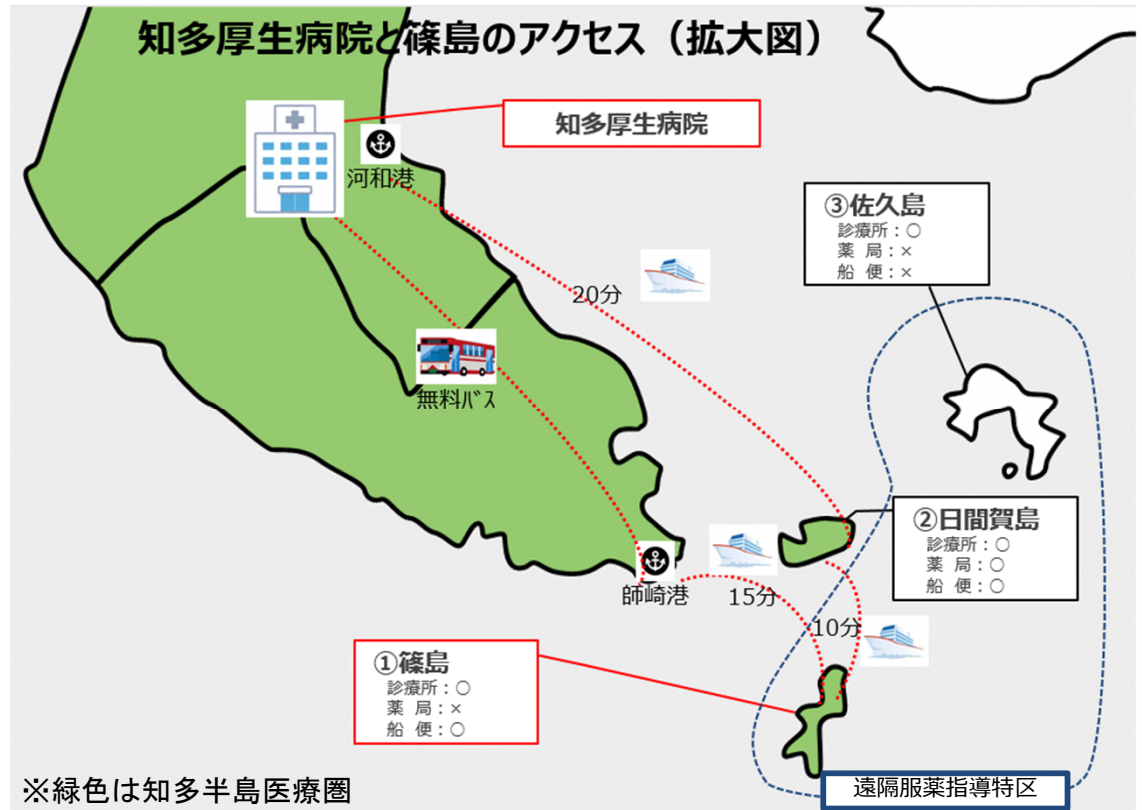 知多厚生病院と篠島のアクセス（拡大図）
知多厚生病院
河和港
③佐久島
診療所：○
薬 局：×
船 便：×
20分
無料ﾊﾞｽ
②日間賀島
診療所：○
薬 局：○
船 便：○
師崎港
15分
10分
①篠島
診療所：○
薬 局：×
船 便：○
遠隔服薬指導特区
※緑色は知多半島医療圏